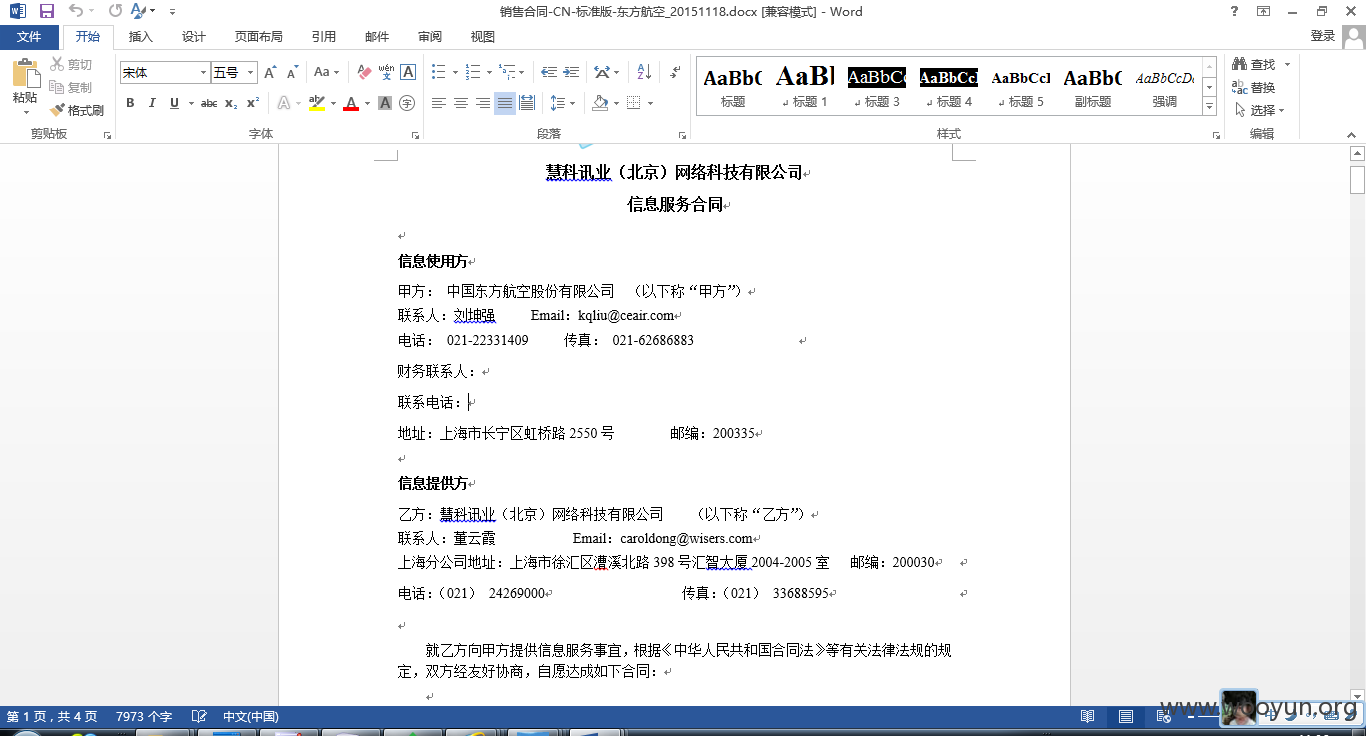 销售合同-CN-标准版-东方航空_20151118.docx [兼容模式] - Word
文件 开始 插入 设计 页面布局 引用 邮件 审阅 视图 登录
粘贴 剪切 复制 格式刷 剪贴板
宋体 五号 字体
段落
AaBbC AaBl AaBbCc AaBbCcl AaBbCcl AaBbC AaBbCcDc
标题 标题 1 标题 3 标题 4 标题 5 副标题 强调
样式
查找 替换 选择 编辑
慧科讯业（北京）网络科技有限公司
信息服务合同
信息使用方
甲方： 中国东方航空股份有限公司 （以下称“甲方”）
联系人：刘坤强 Email：kqliu@ceair.com
电话： 021-22331409 传真： 021-62686883
财务联系人：
联系电话：
地址：上海市长宁区虹桥路 2550 号 邮编：200335
信息提供方
乙方：慧科讯业（北京）网络科技有限公司 （以下称“乙方”）
联系人：董云霞 Email：caroldong@wisers.com
上海分公司地址：上海市徐汇区漕溪北路 398 号汇智大厦 2004-2005 室 邮编：200030
电话：（021） 24269000 传真：（021） 33688595
就乙方向甲方提供信息服务事宜，根据《中华人民共和国合同法》等有关法律法规的规
定，双方经友好协商，自愿达成如下合同：
第 1 页，共 4 页 7973 个字 中文(中国)
www.wooyun.org